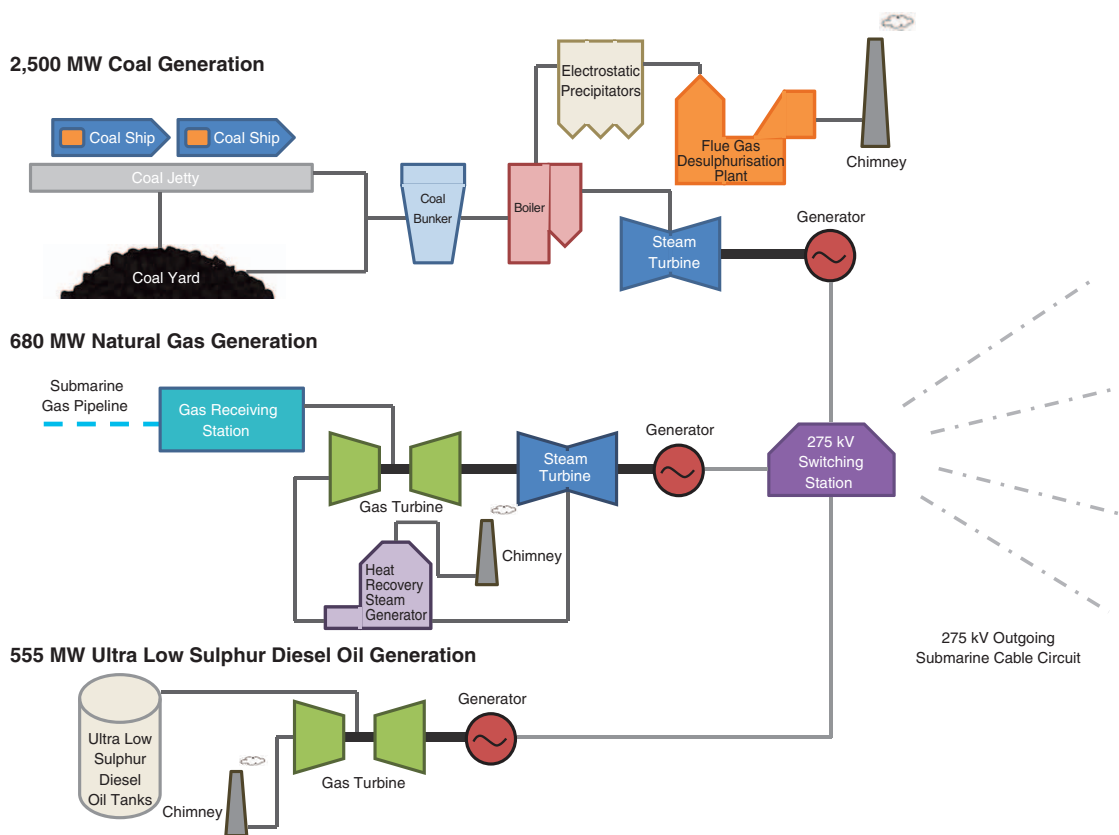 2,500 MW Coal Generation
Electrostatic
Precipitators
Coal Ship
Coal Ship
Coal Jetty
Flue Gas
Desulphurisation
Plant
Chimney
Coal
Bunker
Boiler
Generator
Steam
Turbine
Coal Yard
680 MW Natural Gas Generation
Submarine
Gas Pipeline
Gas Receiving
Station
Generator
275 kV
Switching
Station
Steam
Turbine
Gas Turbine
Chimney
Heat
Recovery
Steam
Generator
275 kV Outgoing
Submarine Cable Circuit
555 MW Ultra Low Sulphur Diesel Oil Generation
Generator
Ultra Low
Sulphur
Diesel
Oil Tanks
Gas Turbine
Chimney